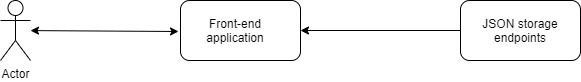 Actor
Front-end
application
JSON storage
endpoints